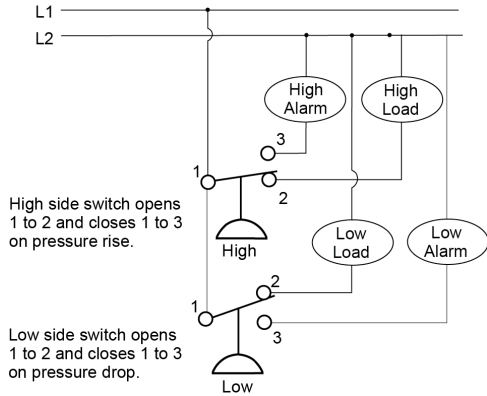 L1
L2
High
Alarm
High
Load
3
1
2
High side switch opens
1 to 2 and closes 1 to 3
on pressure rise.
High
Low
Load
Low
Alarm
2
1
3
Low side switch opens
1 to 2 and closes 1 to 3
on pressure drop.
Low